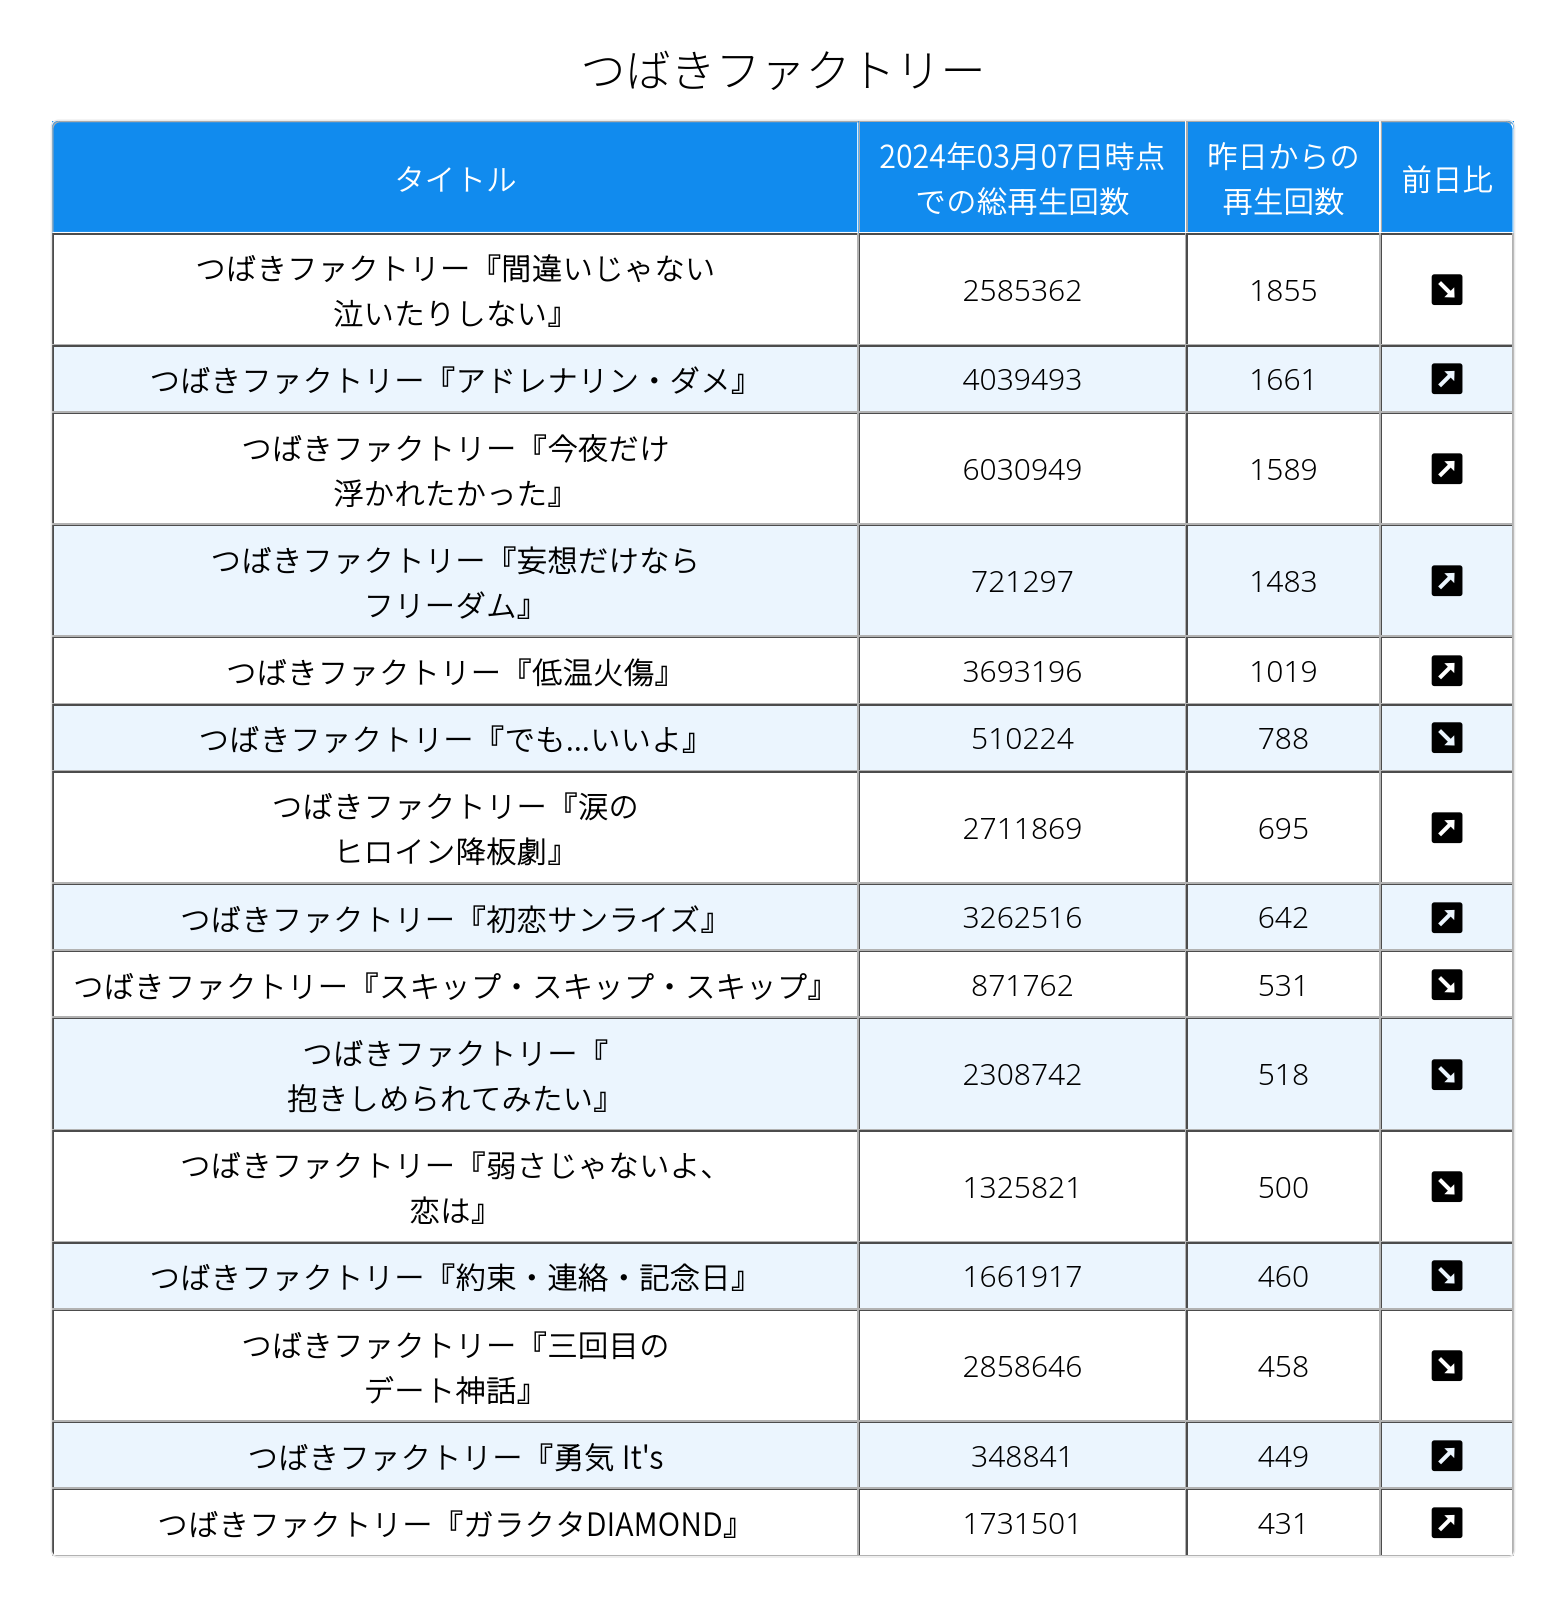 つばきファクトリー
タイトル
2024年03月07日時点
での総再生回数
昨日からの
再生回数
前日比
つばきファクトリー『間違いじゃない
泣いたりしない』
2585362
1855
つばきファクトリー『アドレナリン・ダメ』
4039493
1661
つばきファクトリー『今夜だけ
浮かれたかった』
6030949
1589
つばきファクトリー『妄想だけなら
フリーダム』
721297
1483
つばきファクトリー『低温火傷』
3693196
1019
つばきファクトリー『でも...いいよ』
510224
788
つばきファクトリー『涙の
ヒロイン降板劇』
2711869
695
つばきファクトリー『初恋サンライズ』
3262516
642
つばきファクトリー『スキップ・スキップ・スキップ』
871762
531
つばきファクトリー『
抱きしめられてみたい』
2308742
518
つばきファクトリー『弱さじゃないよ、
恋は』
1325821
500
つばきファクトリー『約束・連絡・記念日』
1661917
460
つばきファクトリー『三回目の
デート神話』
2858646
458
つばきファクトリー『勇気 It's
348841
449
つばきファクトリー『ガラクタDIAMOND』
1731501
431